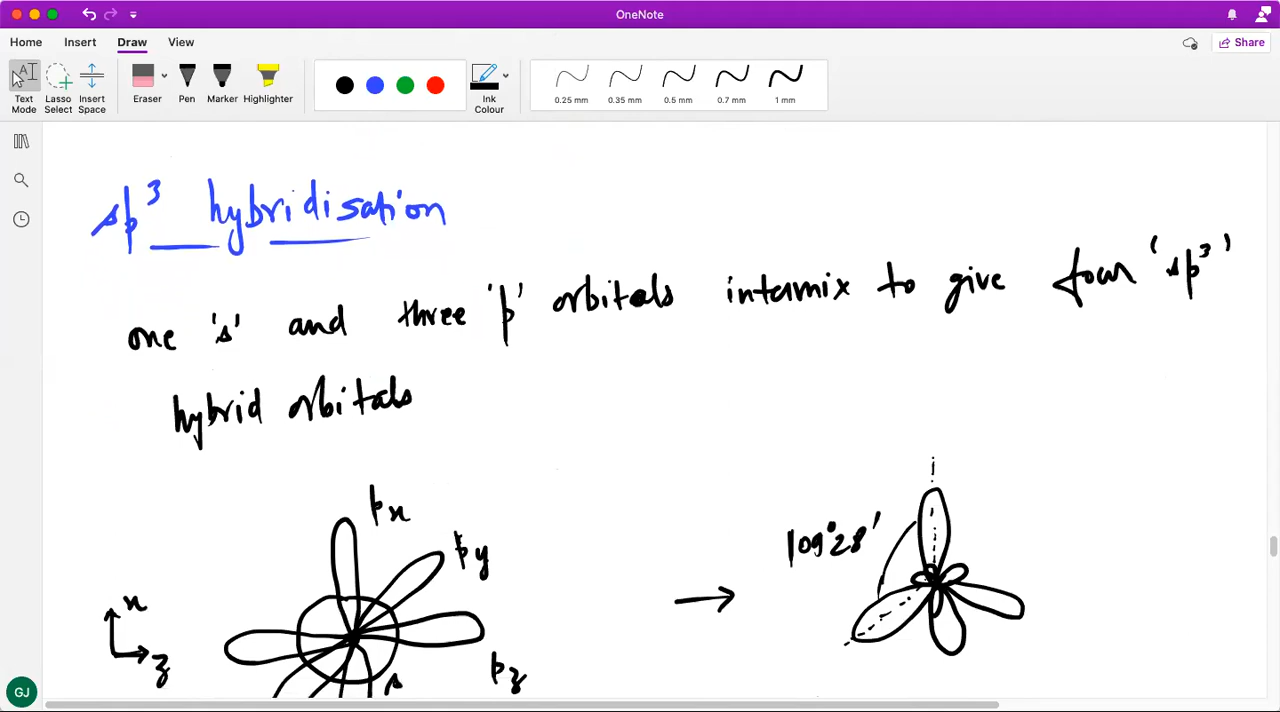 OneNote
Home Insert Draw View
Share
Text Mode
Lasso Select
Insert Space
Eraser
Pen
Marker
Highlighter
Ink Colour
0.25 mm
0.35 mm
0.5 mm
0.7 mm
1 mm
sp³ hybridisation
one 's' and three 'p' orbitals intermix to give four 'sp³'
hybrid orbitals
px
py
109°28'
x
z
s
pz
GJ